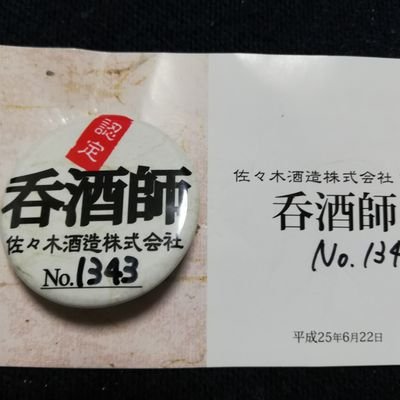 認定
呑酒師
佐々木酒造株式会社
No. 1343
佐々木酒造株式会社
呑酒師
No. 134
平成25年6月22日